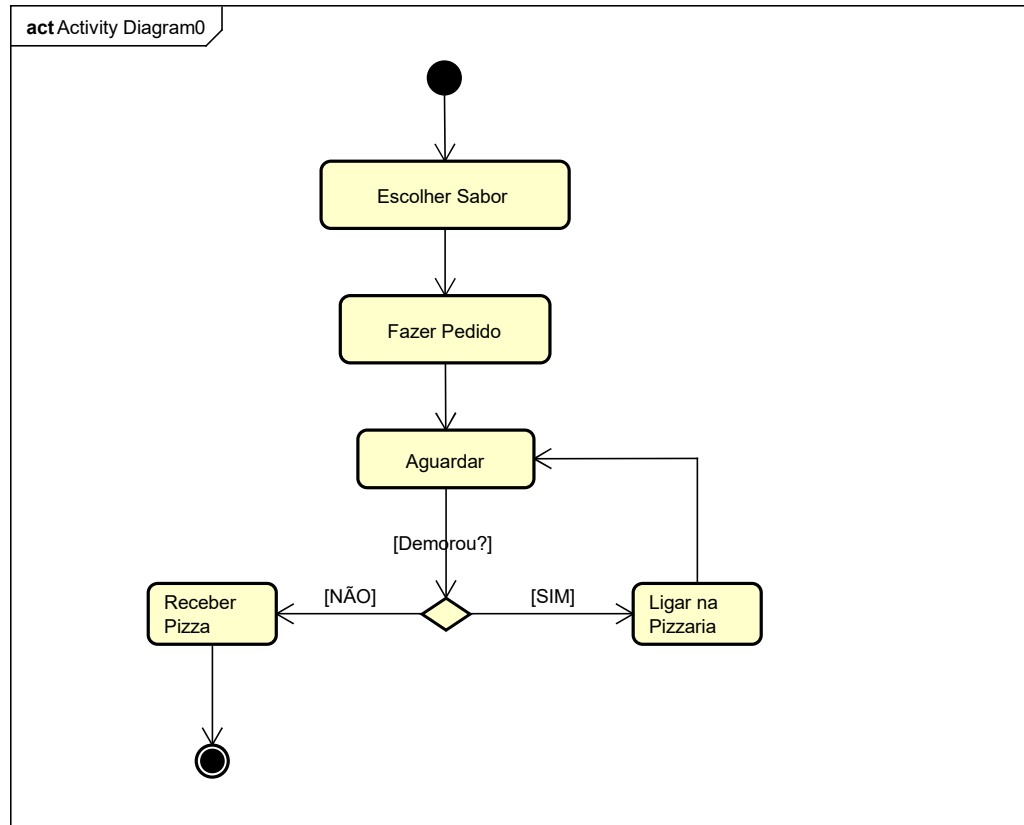 act Activity Diagram0
Escolher Sabor
Fazer Pedido
Aguardar
[Demorou?]
[NÃO]
[SIM]
Receber
Pizza
Ligar na
Pizzaria